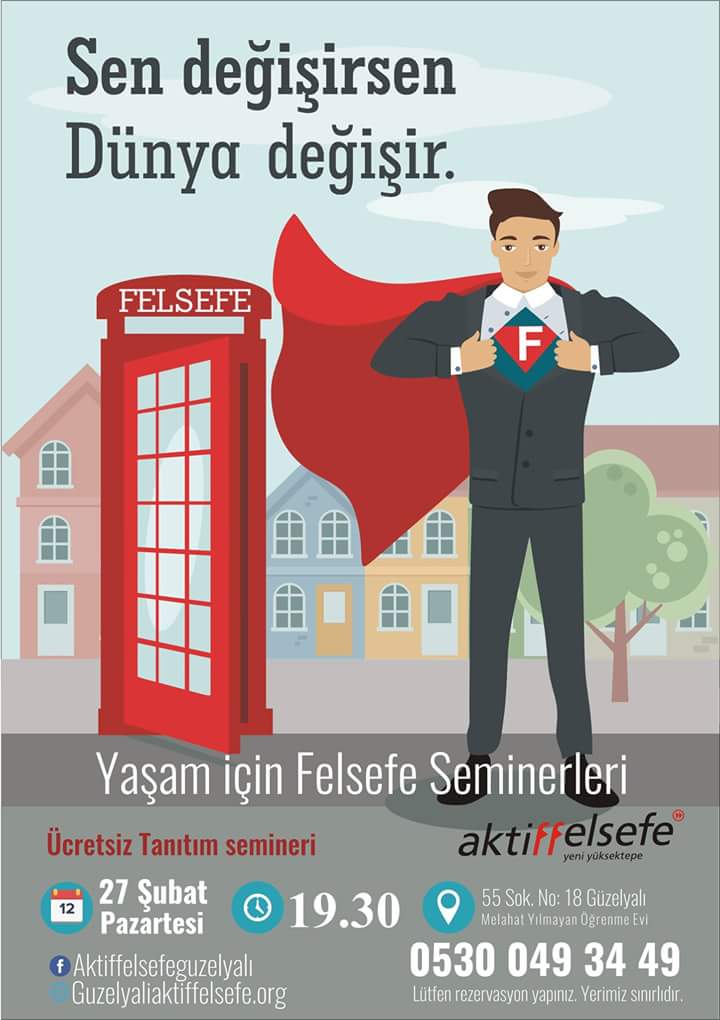 Sen değişirsen
Dünya değişir.
FELSEFE
F
Yaşam için Felsefe Seminerleri
Ücretsiz Tanıtım semineri
aktiffelsefe
yeni yüksektepe
12
27 Şubat
Pazartesi
19.30
55 Sok. No: 18 Güzelyalı
Melahat Yılmayan Öğrenme Evi
Aktiffelsefeguzelyalı
Guzelyaliaktiffelsefe.org
0530 049 34 49
Lütfen rezervasyon yapınız. Yerimiz sınırlıdır.